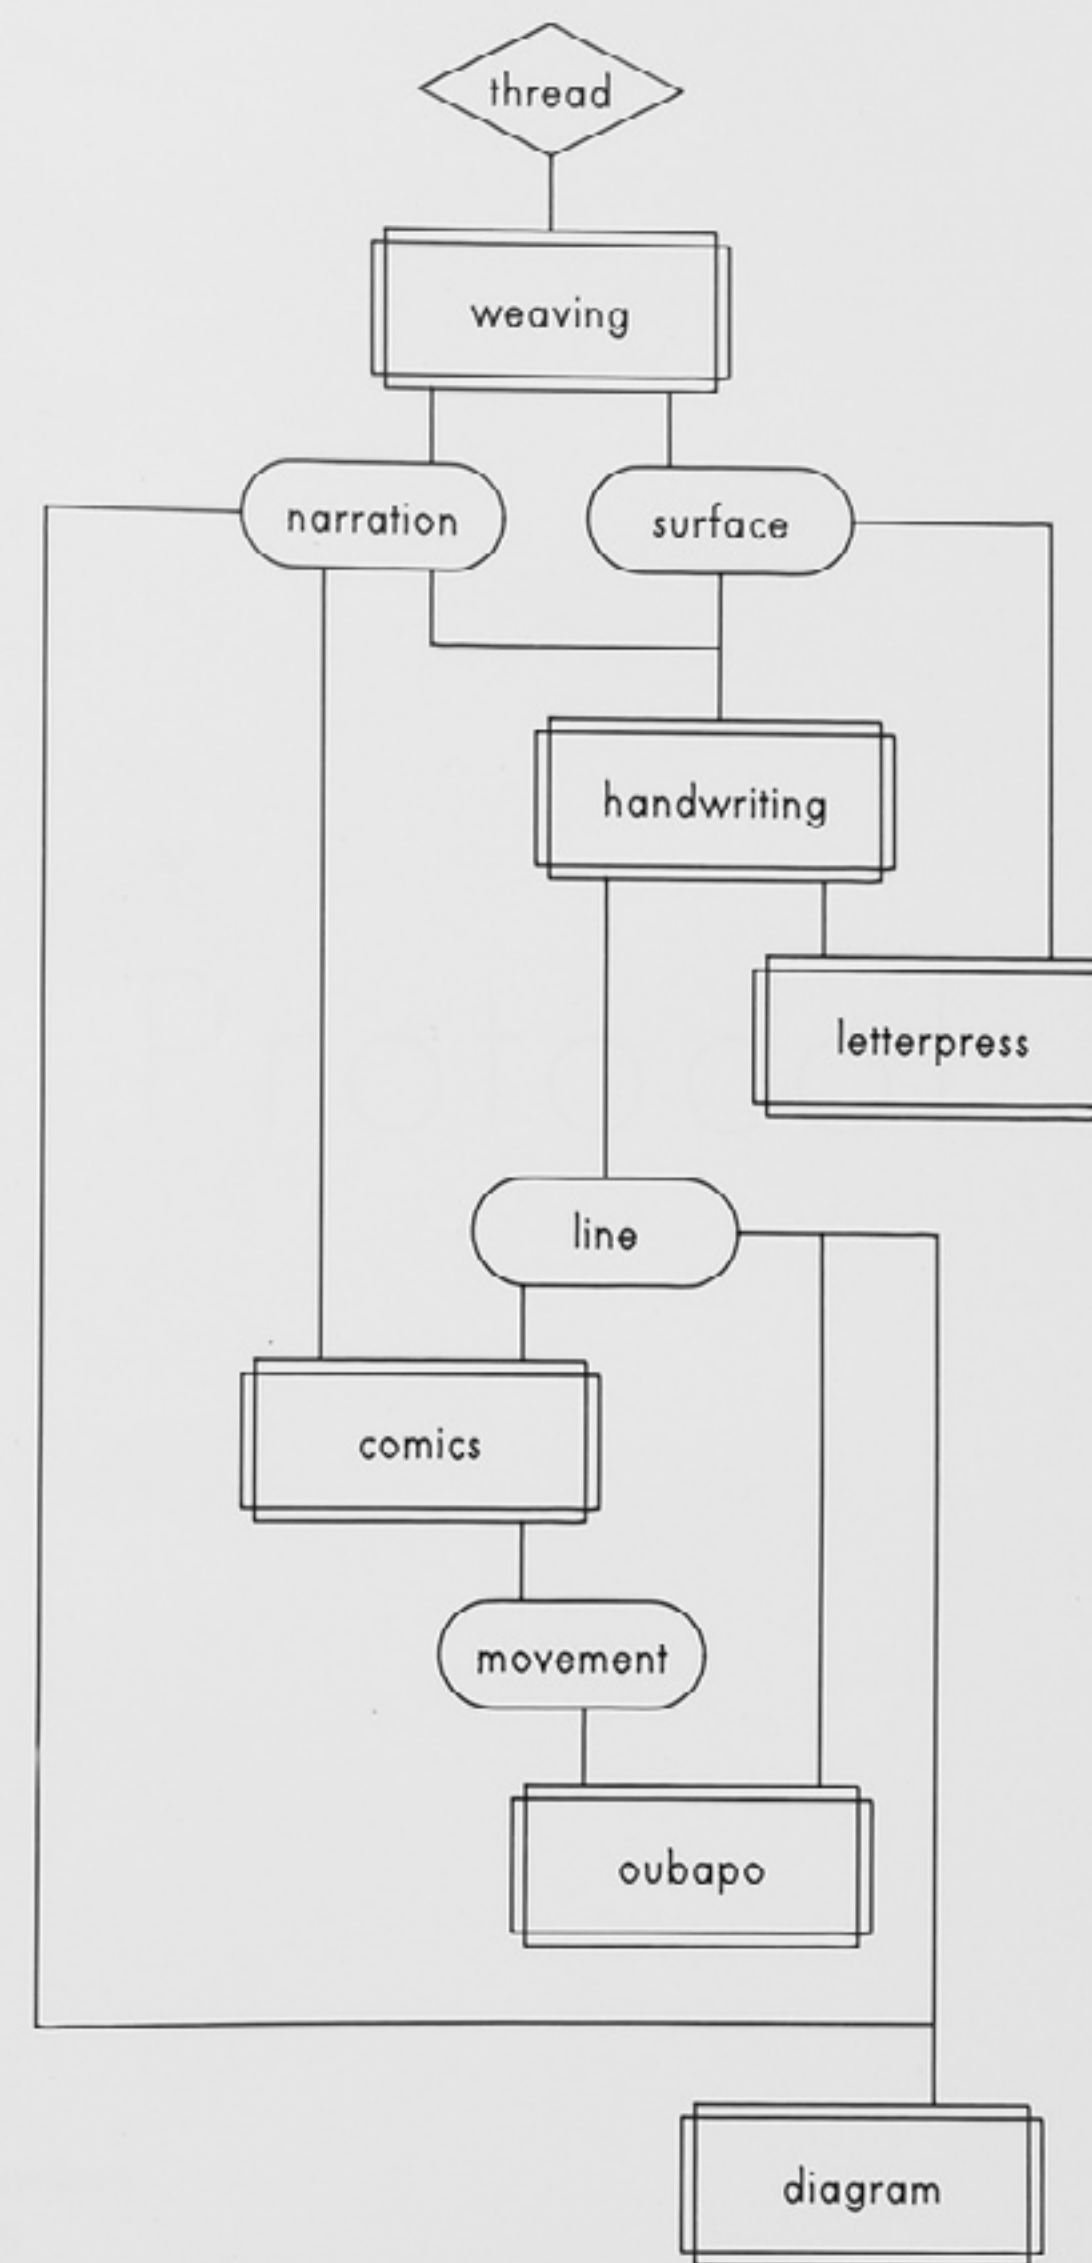 thread
weaving
narration
surface
handwriting
letterpress
line
comics
movement
oubapo
diagram